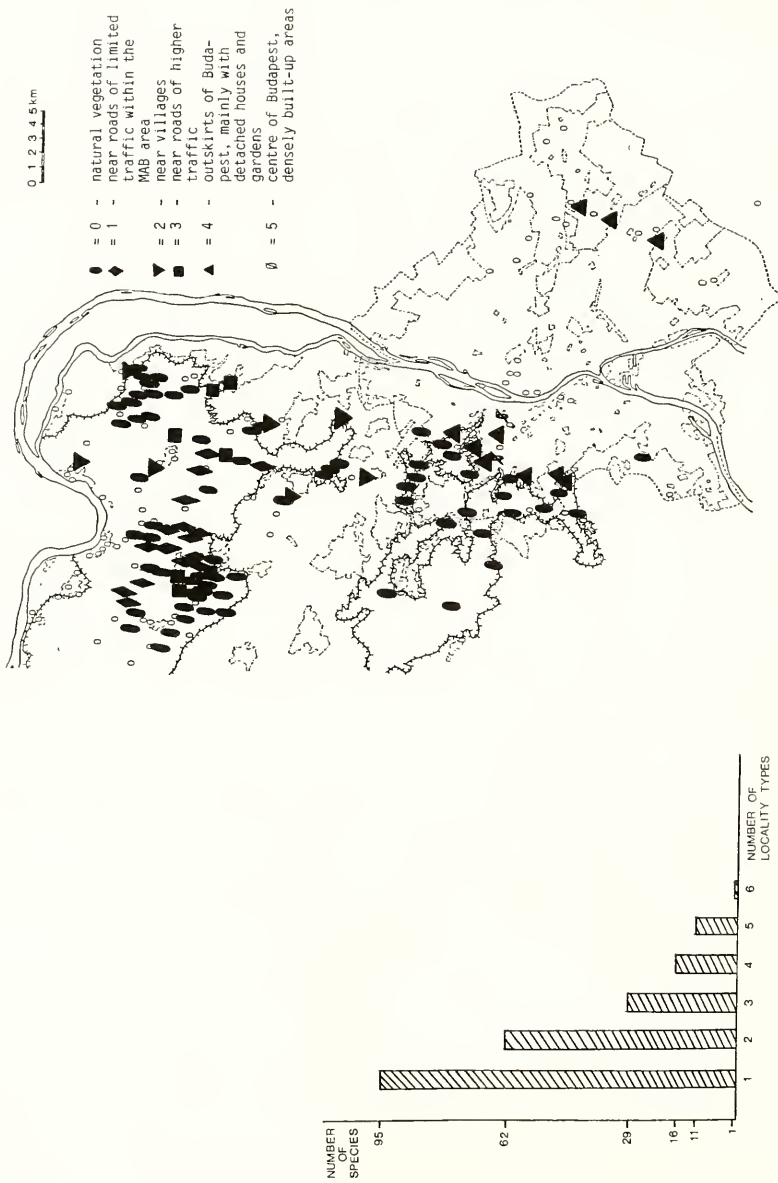 0 1 2 3 4 5km
= 0 - natural vegetation
= 1 - near roads of limited
traffic within the
MAB area
= 2 - near villages
= 3 - near roads of higher
traffic
= 4 - outskirts of Buda-
pest, mainly with
detached houses and
gardens
0 = 5 - centre of Budapest,
densely built-up areas
NUMBER
OF
SPECIES
95
62
29
16
11
1
1 2 3 4 5 6
NUMBER OF
LOCALITY TYPES